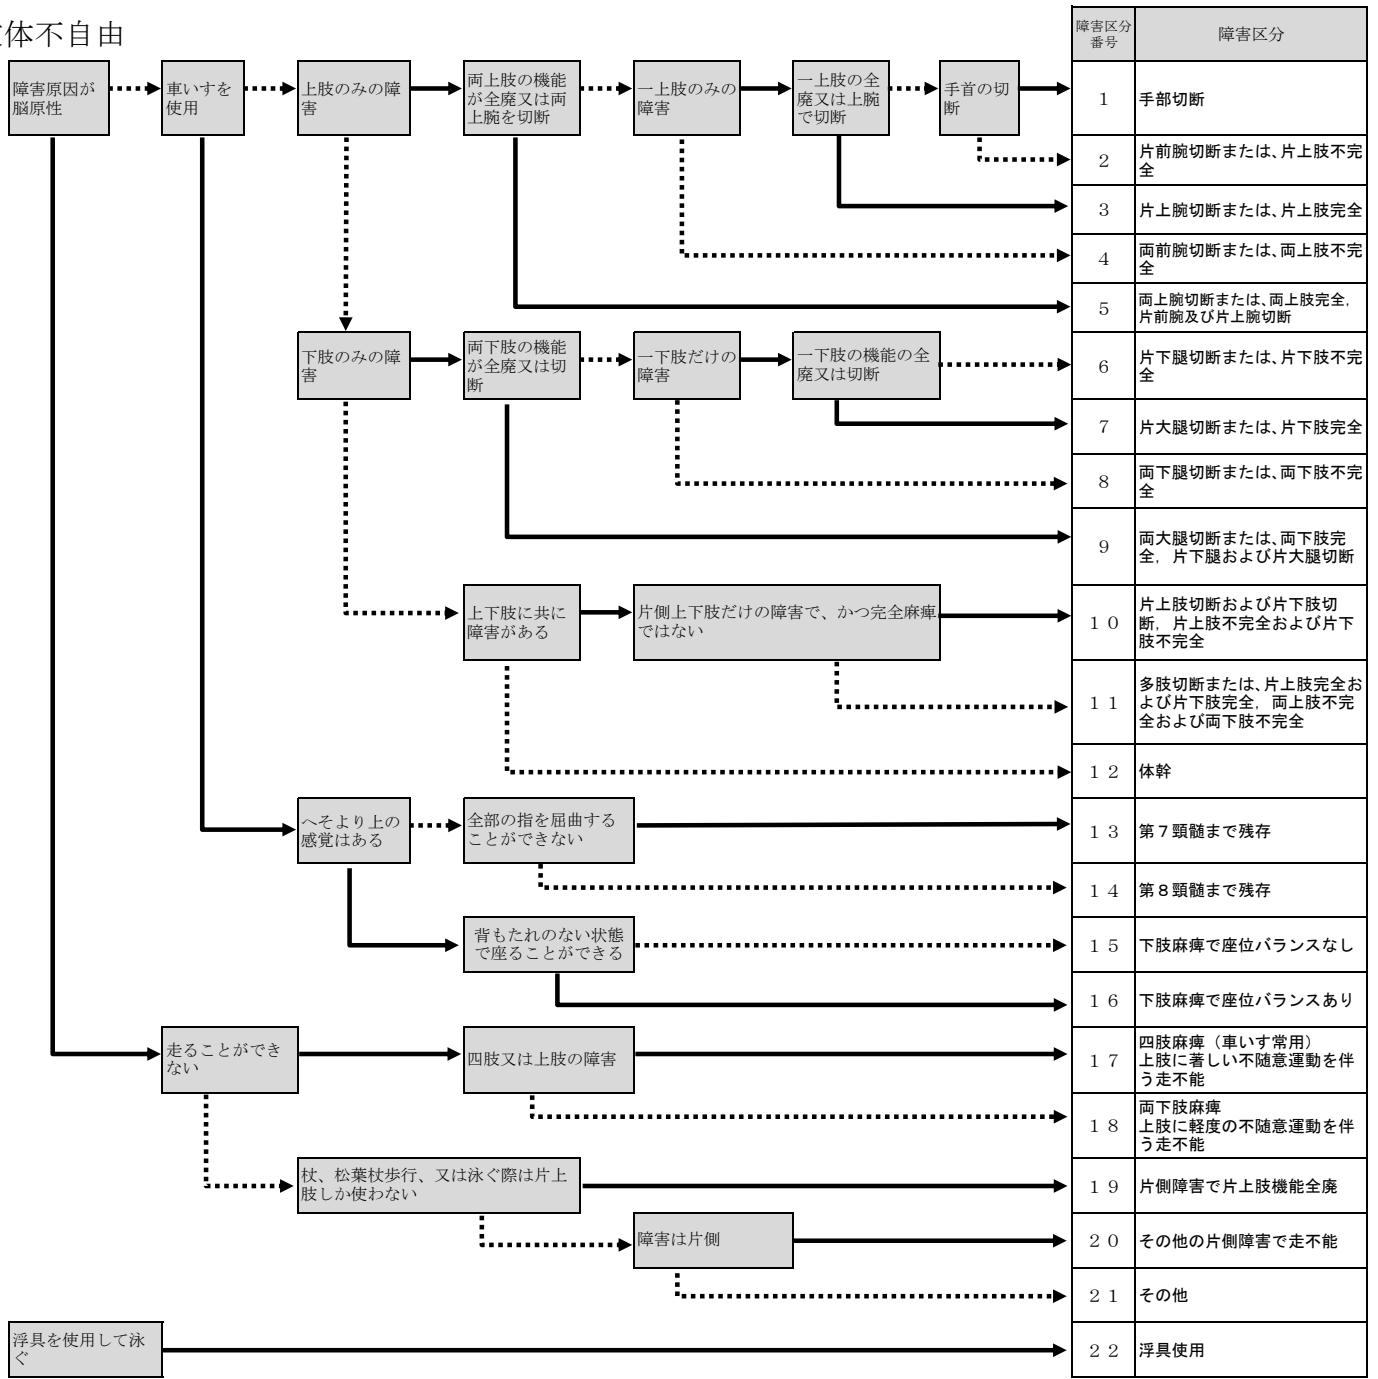 体不自由
障害区分
番号
障害区分
障害原因が
脳原性
車いすを
使用
上肢のみの障
害
両上肢の機能
が全廃又は両
上腕を切断
一上肢のみの
障害
一上肢の全
廃又は上腕
で切断
手首の切
断
1
手部切断
2
片前腕切断または、片上肢不完
全
3
片上腕切断または、片上肢完全
4
両前腕切断または、両上肢不完
全
5
両上腕切断または、両上肢完全,
片前腕及び片上腕切断
下肢のみの障
害
両下肢の機能
が全廃又は切
断
一下肢だけの
障害
一下肢の機能の全
廃又は切断
6
片下腿切断または、片下肢不完
全
7
片大腿切断または、片下肢完全
8
両下腿切断または、両下肢不完
全
9
両大腿切断または、両下肢完
全, 片下腿および片大腿切断
上下肢に共に
障害がある
片側上下肢だけの障害で、かつ完全麻痺
ではない
10
片上肢切断および片下肢切
断, 片上肢不完全および片下
肢不完全
11
多肢切断または、片上肢完全お
よび片下肢完全, 両上肢不完
全および両下肢不完全
12
体幹
へそより上の
感覚はある
全部の指を屈曲する
ことができない
13
第7頸髄まで残存
14
第8頸髄まで残存
背もたれのない状態
で座ることができる
15
下肢麻痺で座位バランスなし
16
下肢麻痺で座位バランスあり
走ることができ
ない
四肢又は上肢の障害
17
四肢麻痺（車いす常用）
上肢に著しい不随意運動を伴
う走不能
18
両下肢麻痺
上肢に軽度の不随意運動を伴
う走不能
杖、松葉杖歩行、又は泳ぐ際は片上
肢しか使わない
19
片側障害で片上肢機能全廃
障害は片側
20
その他の片側障害で走不能
21
その他
浮具を使用して泳
ぐ
22
浮具使用